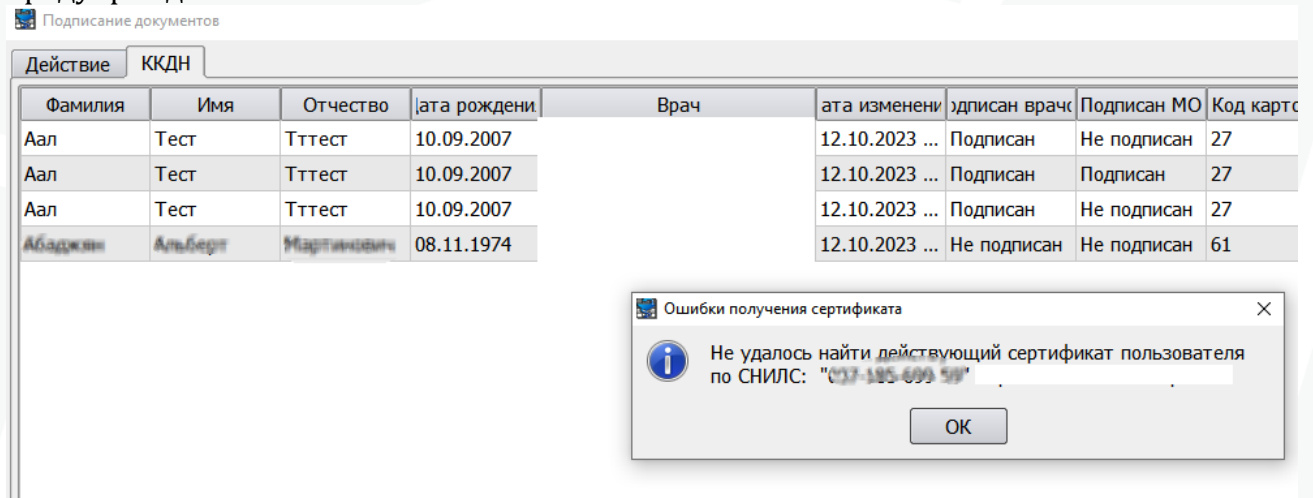 Подписание документов
Действие ККДН
Фамилия Имя Отчество ата рождени Врач ата изменени одписан врачо Подписан МО Код карто
Аал Тест Тттест 10.09.2007 12.10.2023 ... Подписан Не подписан 27
Аал Тест Тттест 10.09.2007 12.10.2023 ... Подписан Подписан 27
Аал Тест Тттест 10.09.2007 12.10.2023 ... Подписан Не подписан 27
08.11.1974 12.10.2023 ... Не подписан Не подписан 61
Ошибки получения сертификата
Не удалось найти действующий сертификат пользователя
по СНИЛС:
ОК